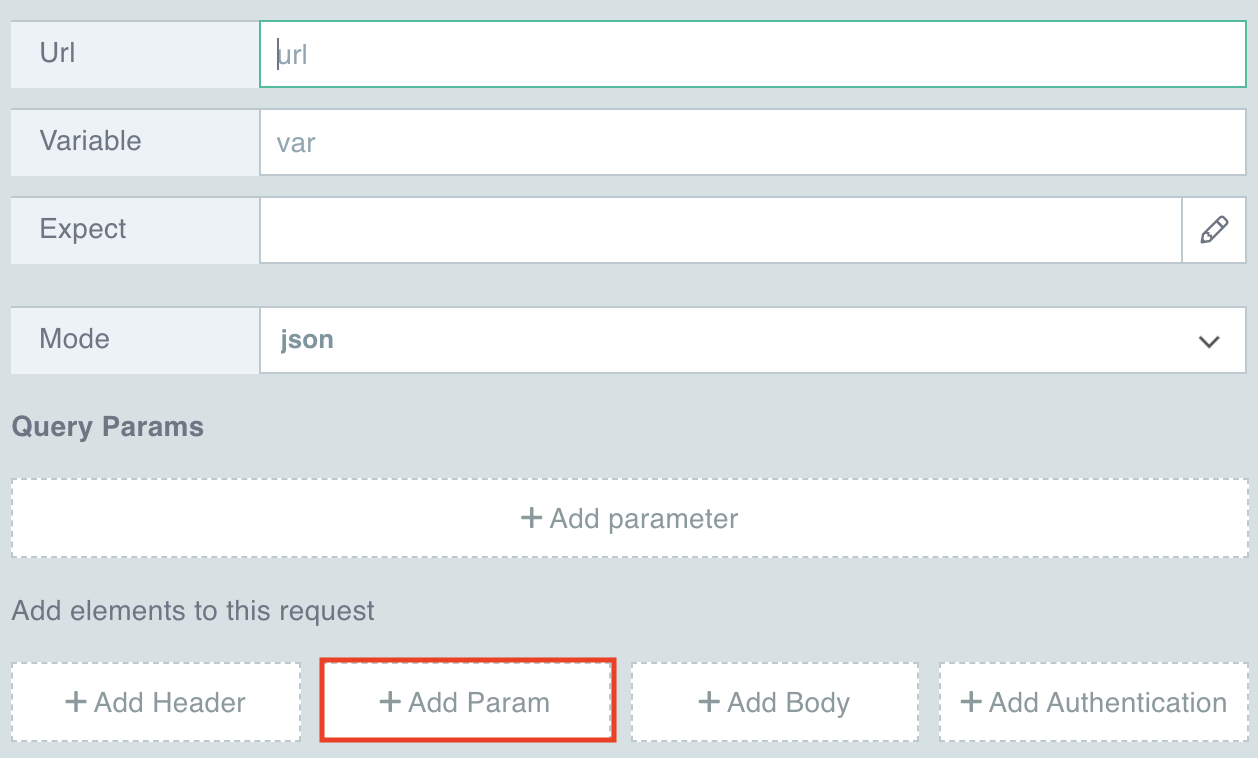 Url url
Variable var
Expect
Mode json
Query Params
+ Add parameter
Add elements to this request
+ Add Header + Add Param + Add Body + Add Authentication